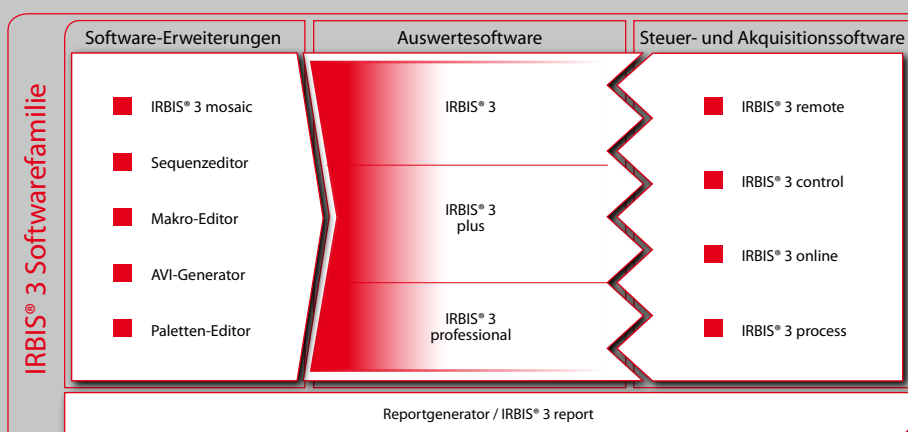 IRBIS® 3 Softwarefamilie
Software-Erweiterungen
IRBIS® 3 mosaic
Sequenzeditor
Makro-Editor
AVI-Generator
Paletten-Editor
Auswertesoftware
IRBIS® 3
IRBIS® 3
plus
IRBIS® 3
professional
Steuer- und Akquisitionssoftware
IRBIS® 3 remote
IRBIS® 3 control
IRBIS® 3 online
IRBIS® 3 process
Reportgenerator / IRBIS® 3 report